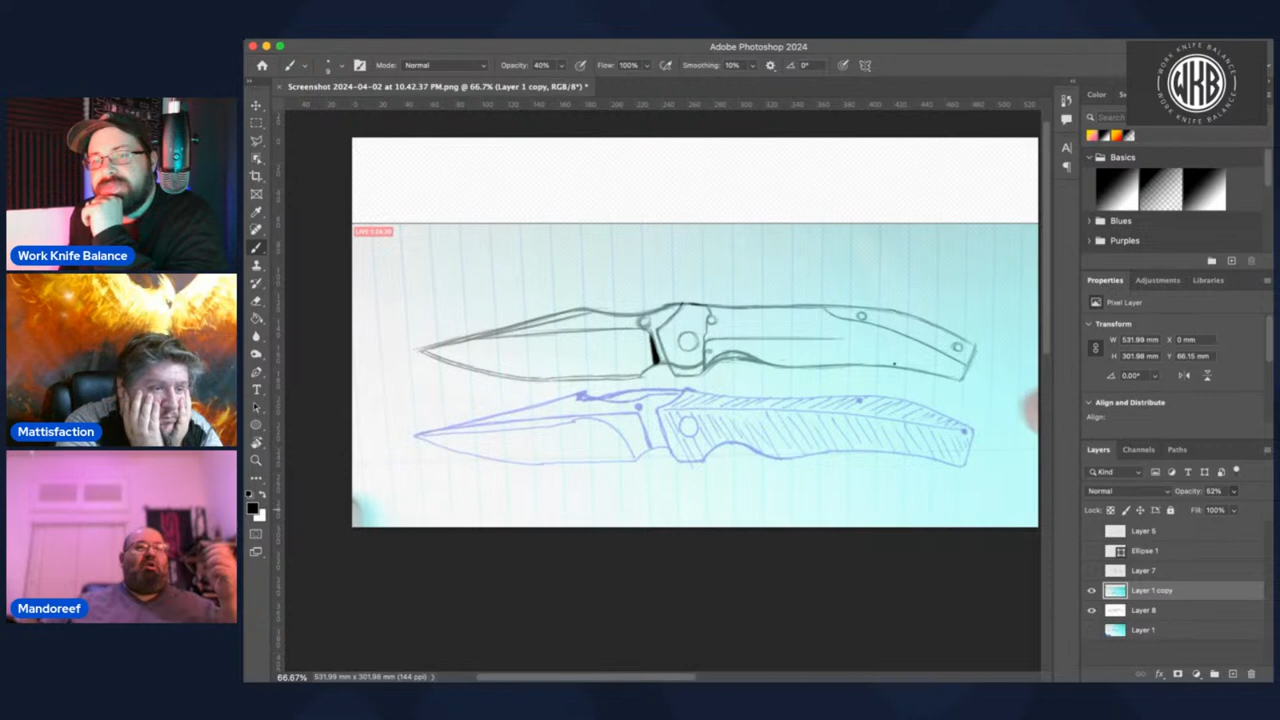 Adobe Photoshop 2024
Mode: Normal Opacity: 40% Flow: 100% Smoothing: 10% 0°
Screenshot 2024-04-02 at 10.42.37 PM.png @ 66.7% (Layer 1 copy, RGB/8*) *
WORK KNIFE BALANCE
WKB
WORK KNIFE BALANCE
Color
Search
Basics
Blues
Purples
Properties Adjustments Libraries
Pixel Layer
Transform
W: 531.99 mm X: 0 mm
H: 301.98 mm Y: 66.15 mm
0.00°
Align and Distribute
Align:
Layers Channels Paths
Kind
Normal Opacity: 52%
Lock: Fill: 100%
Layer 5
Ellipse 1
Layer 7
Layer 1 copy
Layer 8
Layer 1
66.67% 531.99 mm x 301.98 mm (144 ppi)
Work Knife Balance
Mattisfaction
Mandoreef